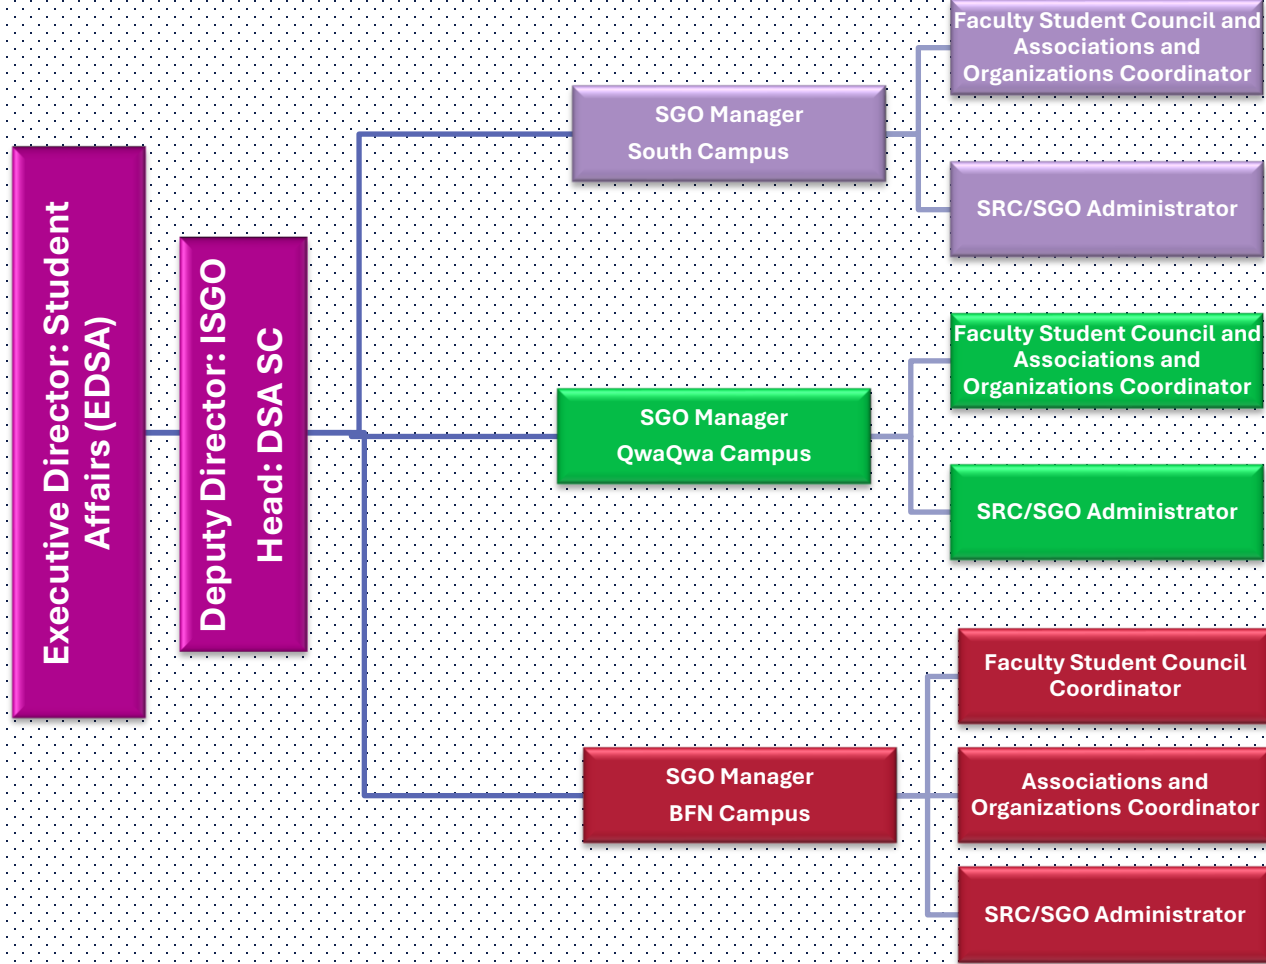 Executive Director: Student
Affairs (EDSA)
Deputy Director: ISGO
Head: DSA SC
SGO Manager
South Campus
Faculty Student Council and
Associations and
Organizations Coordinator
SRC/SGO Administrator
SGO Manager
QwaQwa Campus
Faculty Student Council and
Associations and
Organizations Coordinator
SRC/SGO Administrator
SGO Manager
BFN Campus
Faculty Student Council
Coordinator
Associations and
Organizations Coordinator
SRC/SGO Administrator